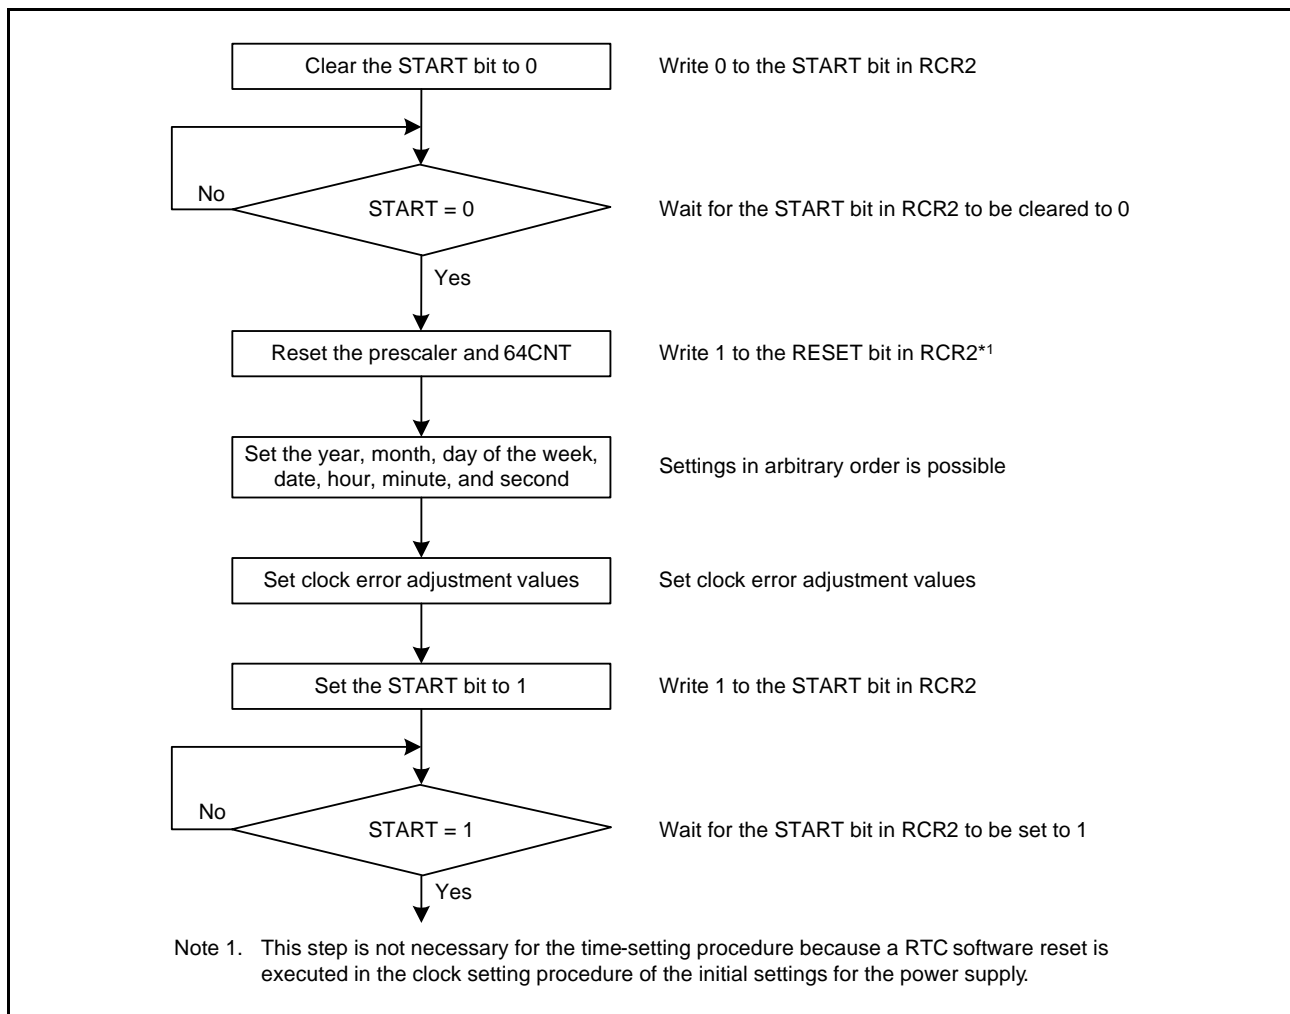 Clear the START bit to 0
Write 0 to the START bit in RCR2
No
START = 0
Wait for the START bit in RCR2 to be cleared to 0
Yes
Reset the prescaler and 64CNT
Write 1 to the RESET bit in RCR2*1
Set the year, month, day of the week,
date, hour, minute, and second
Settings in arbitrary order is possible
Set clock error adjustment values
Set clock error adjustment values
Set the START bit to 1
Write 1 to the START bit in RCR2
No
START = 1
Wait for the START bit in RCR2 to be set to 1
Yes
Note 1. This step is not necessary for the time-setting procedure because a RTC software reset is
executed in the clock setting procedure of the initial settings for the power supply.